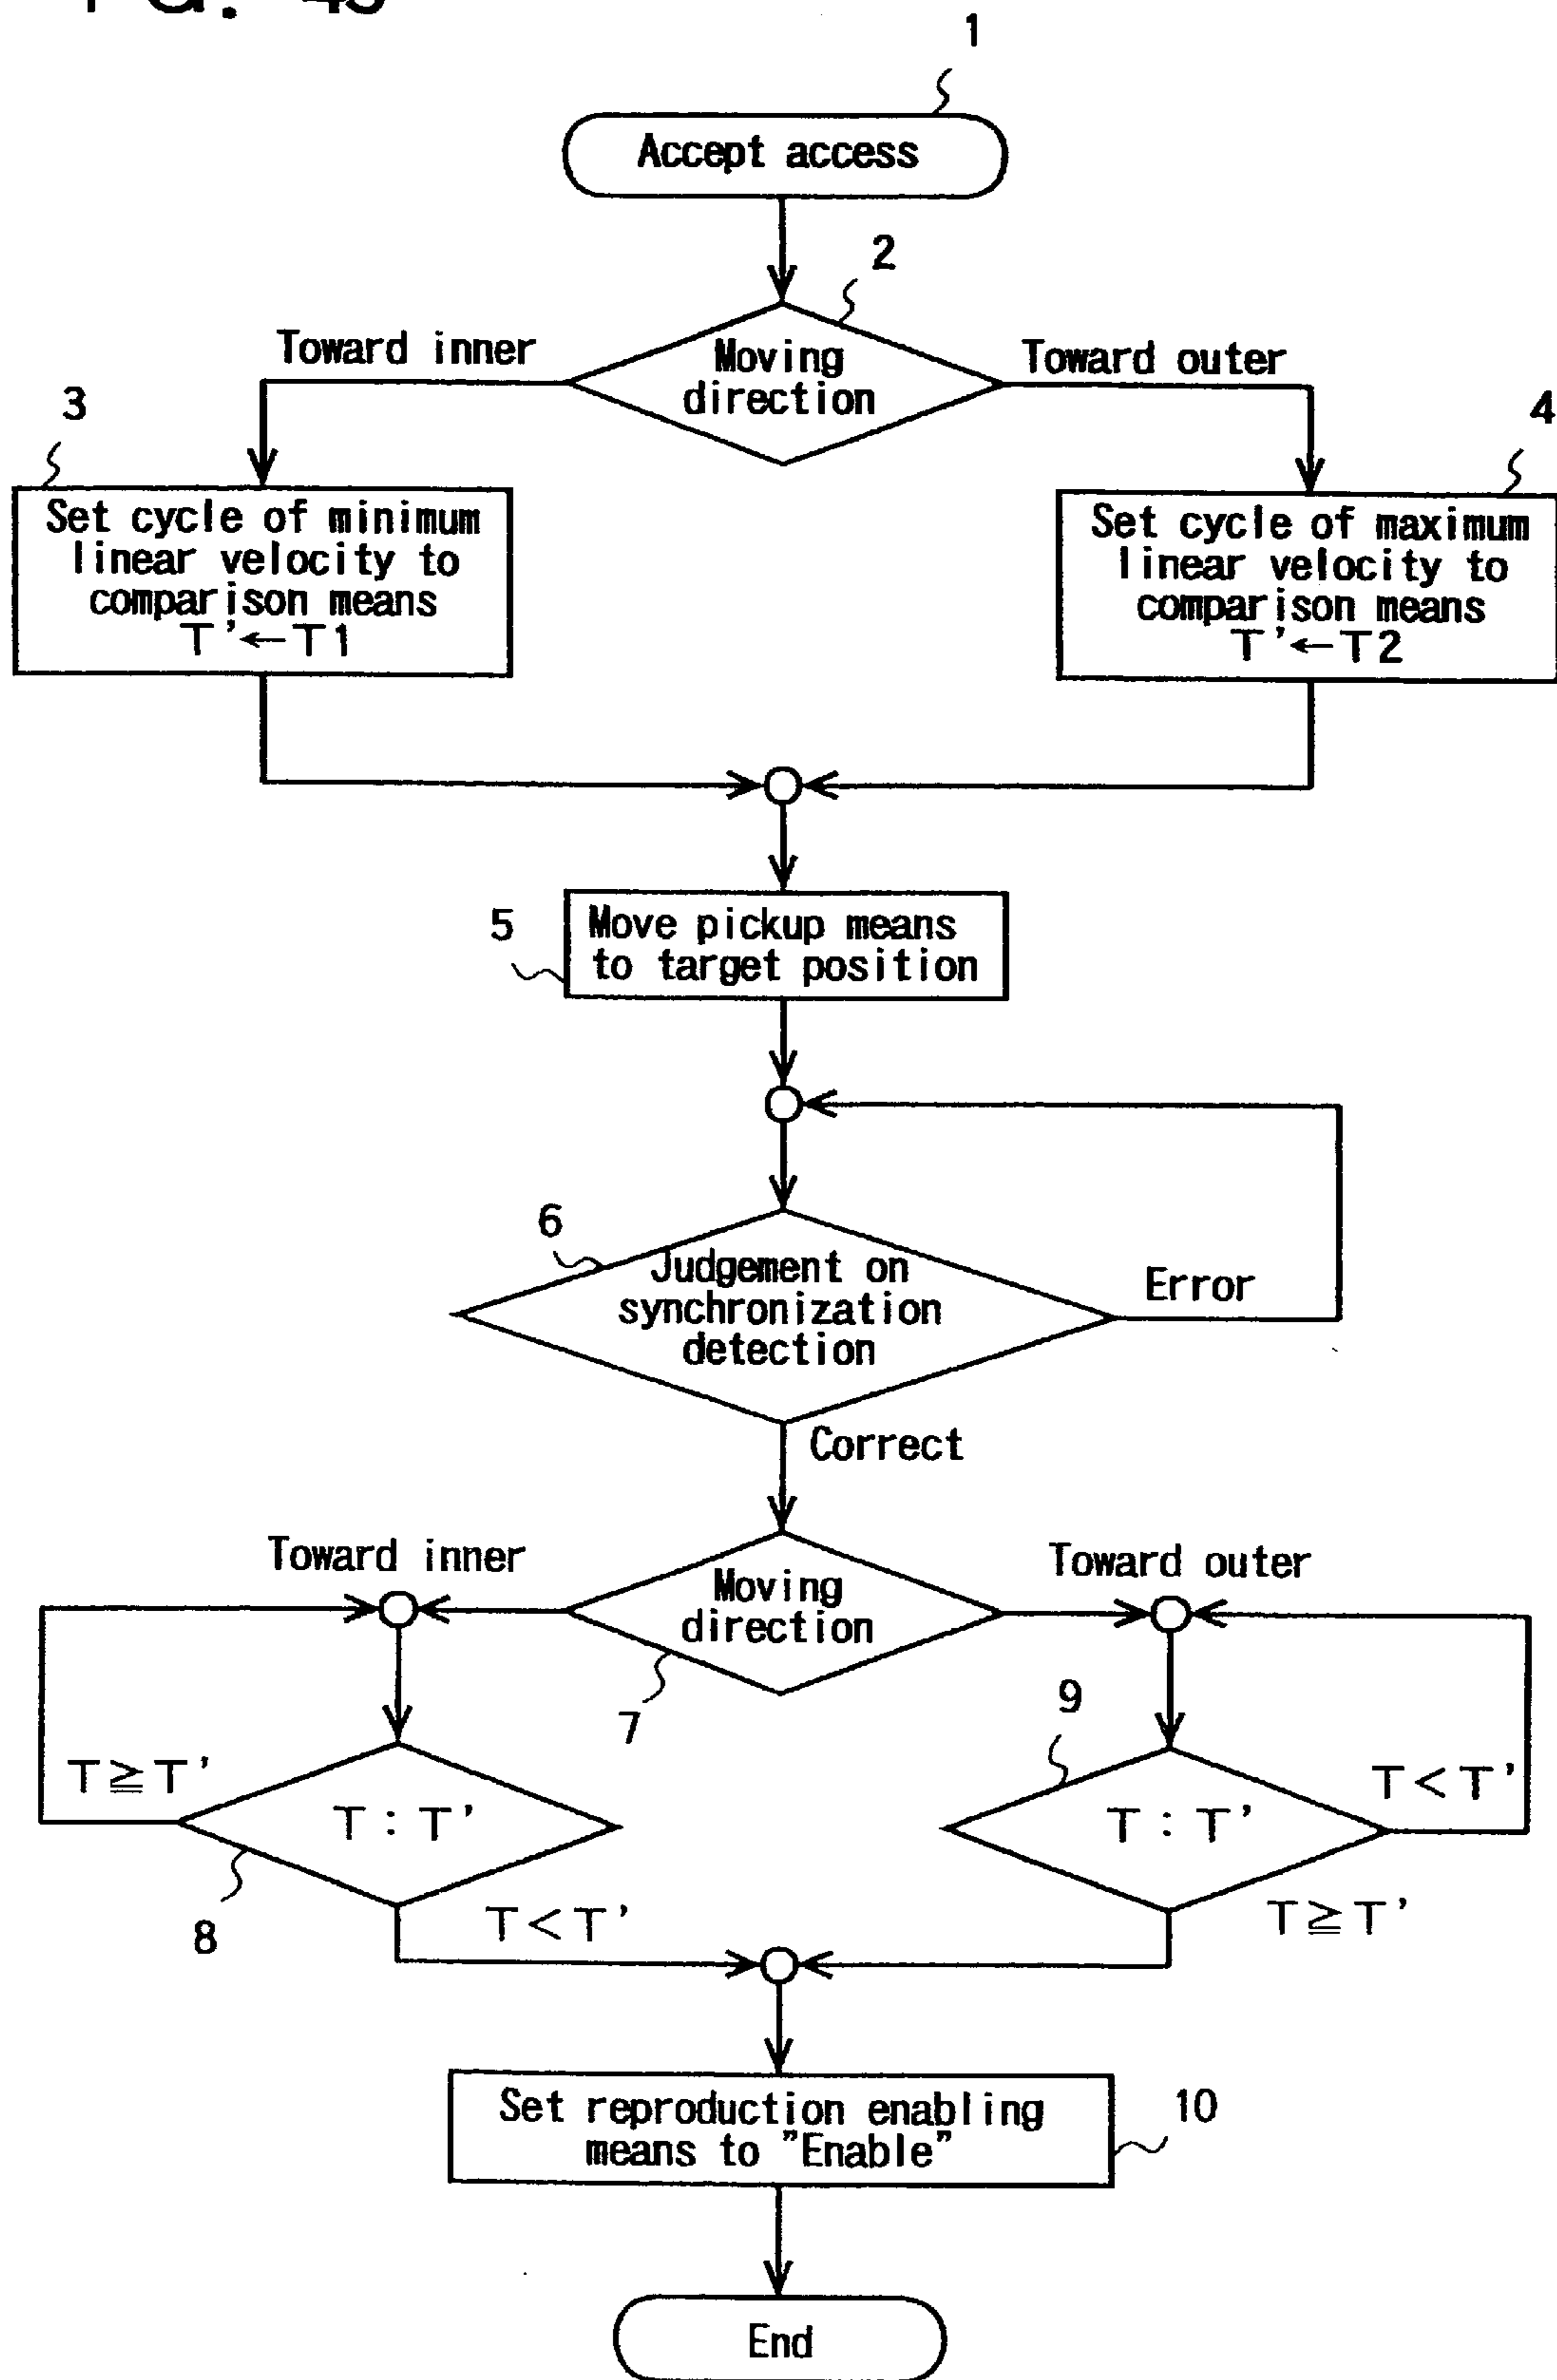 1
Accept access
2
Moving
direction
Toward inner
Toward outer
3
Set cycle of minimum
linear velocity to
comparison means
T'←T1
4
Set cycle of maximum
linear velocity to
comparison means
T'←T2
5
Move pickup means
to target position
6
Judgement on
synchronization
detection
Error
Correct
Toward inner
Moving
direction
Toward outer
7
T≧T'
T : T'
8
T<T'
9
T : T'
T<T'
T≧T'
Set reproduction enabling
means to "Enable"
10
End